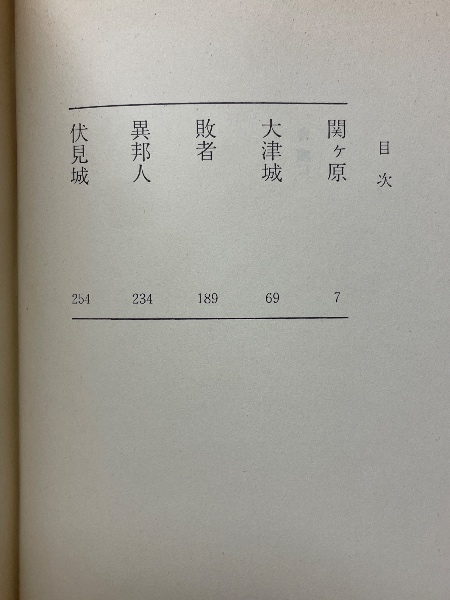 目次
関ヶ原 7
大津城 69
敗者 189
異邦人 234
伏見城 254